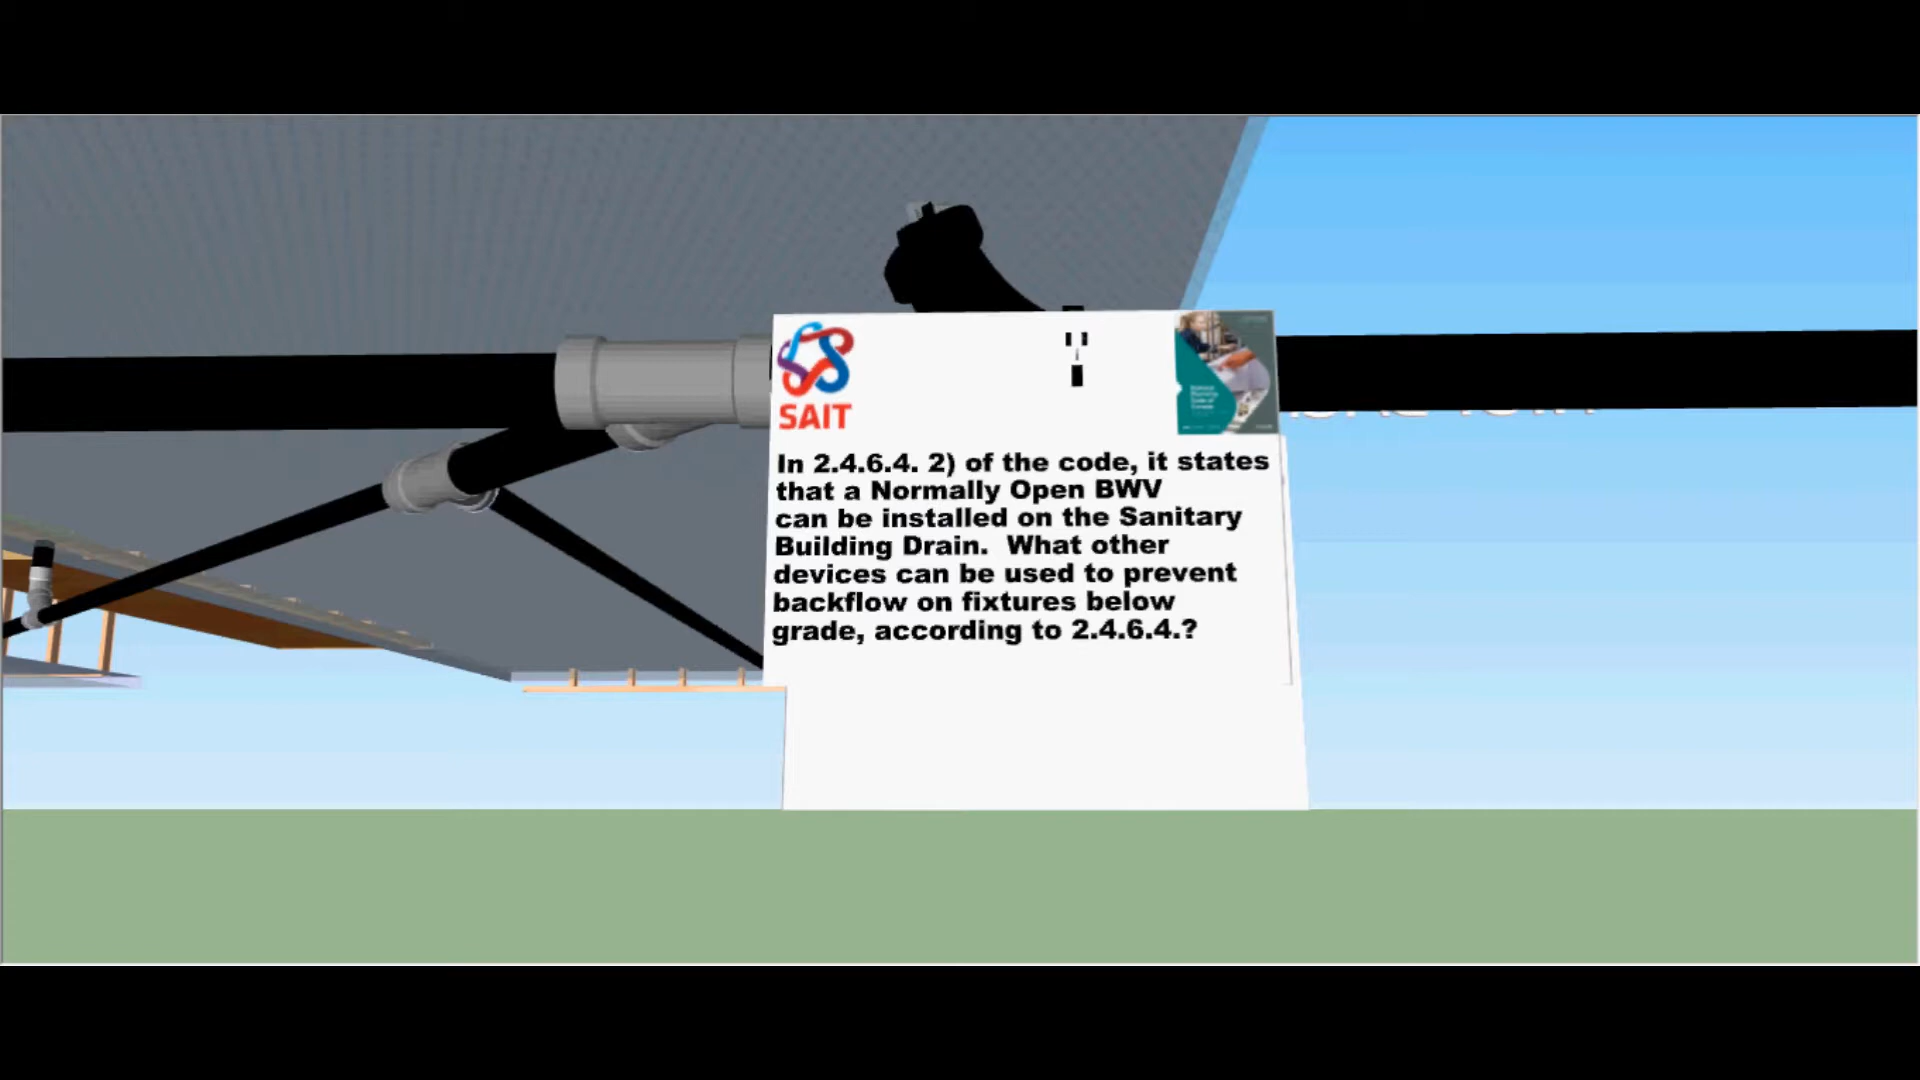 SAIT
In 2.4.6.4. 2) of the code, it states
that a Normally Open BWV
can be installed on the Sanitary
Building Drain.  What other
devices can be used to prevent
backflow on fixtures below
grade, according to 2.4.6.4.?